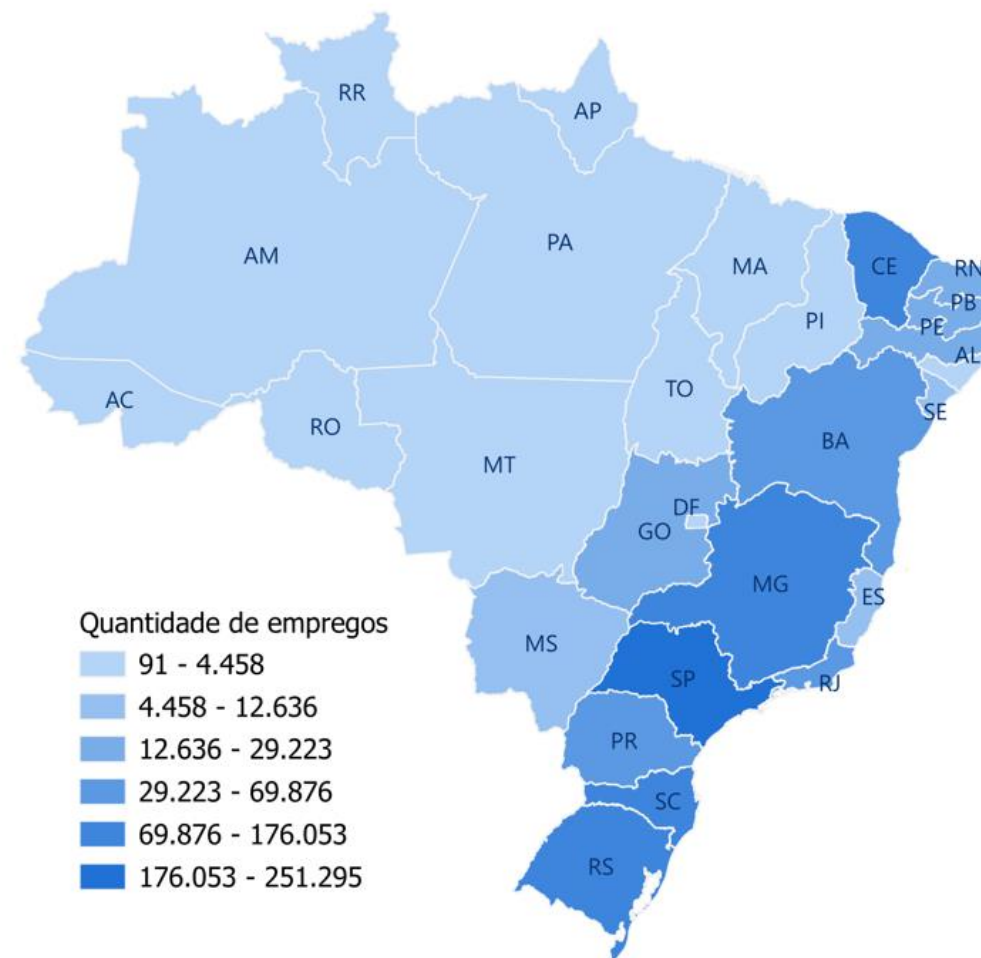 RR
AP
AM
PA
MA
CE
RN
PB
PI
PE
AL
AC
TO
SE
RO
BA
MT
DF
GO
MG
ES
MS
SP
RJ
PR
SC
RS
Quantidade de empregos
91 - 4.458
4.458 - 12.636
12.636 - 29.223
29.223 - 69.876
69.876 - 176.053
176.053 - 251.295